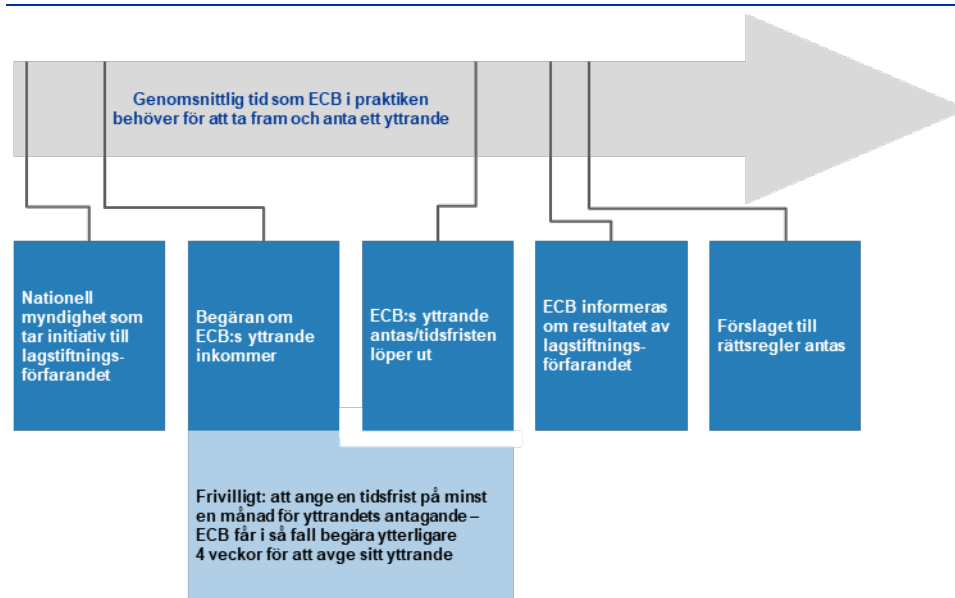 Genomsnittlig tid som ECB i praktiken
behöver för att ta fram och anta ett yttrande
Nationell
myndighet som
tar initiativ till
lagstiftnings-
förfarandet
Begäran om
ECB:s yttrande
inkommer
ECB:s yttrande
antas/tidsfristen
löper ut
ECB informeras
om resultatet av
lagstiftnings-
förfarandet
Förslaget till
rättsregler antas
Frivilligt: att ange en tidsfrist på minst
en månad för yttrandets antagande –
ECB får i så fall begära ytterligare
4 veckor för att avge sitt yttrande